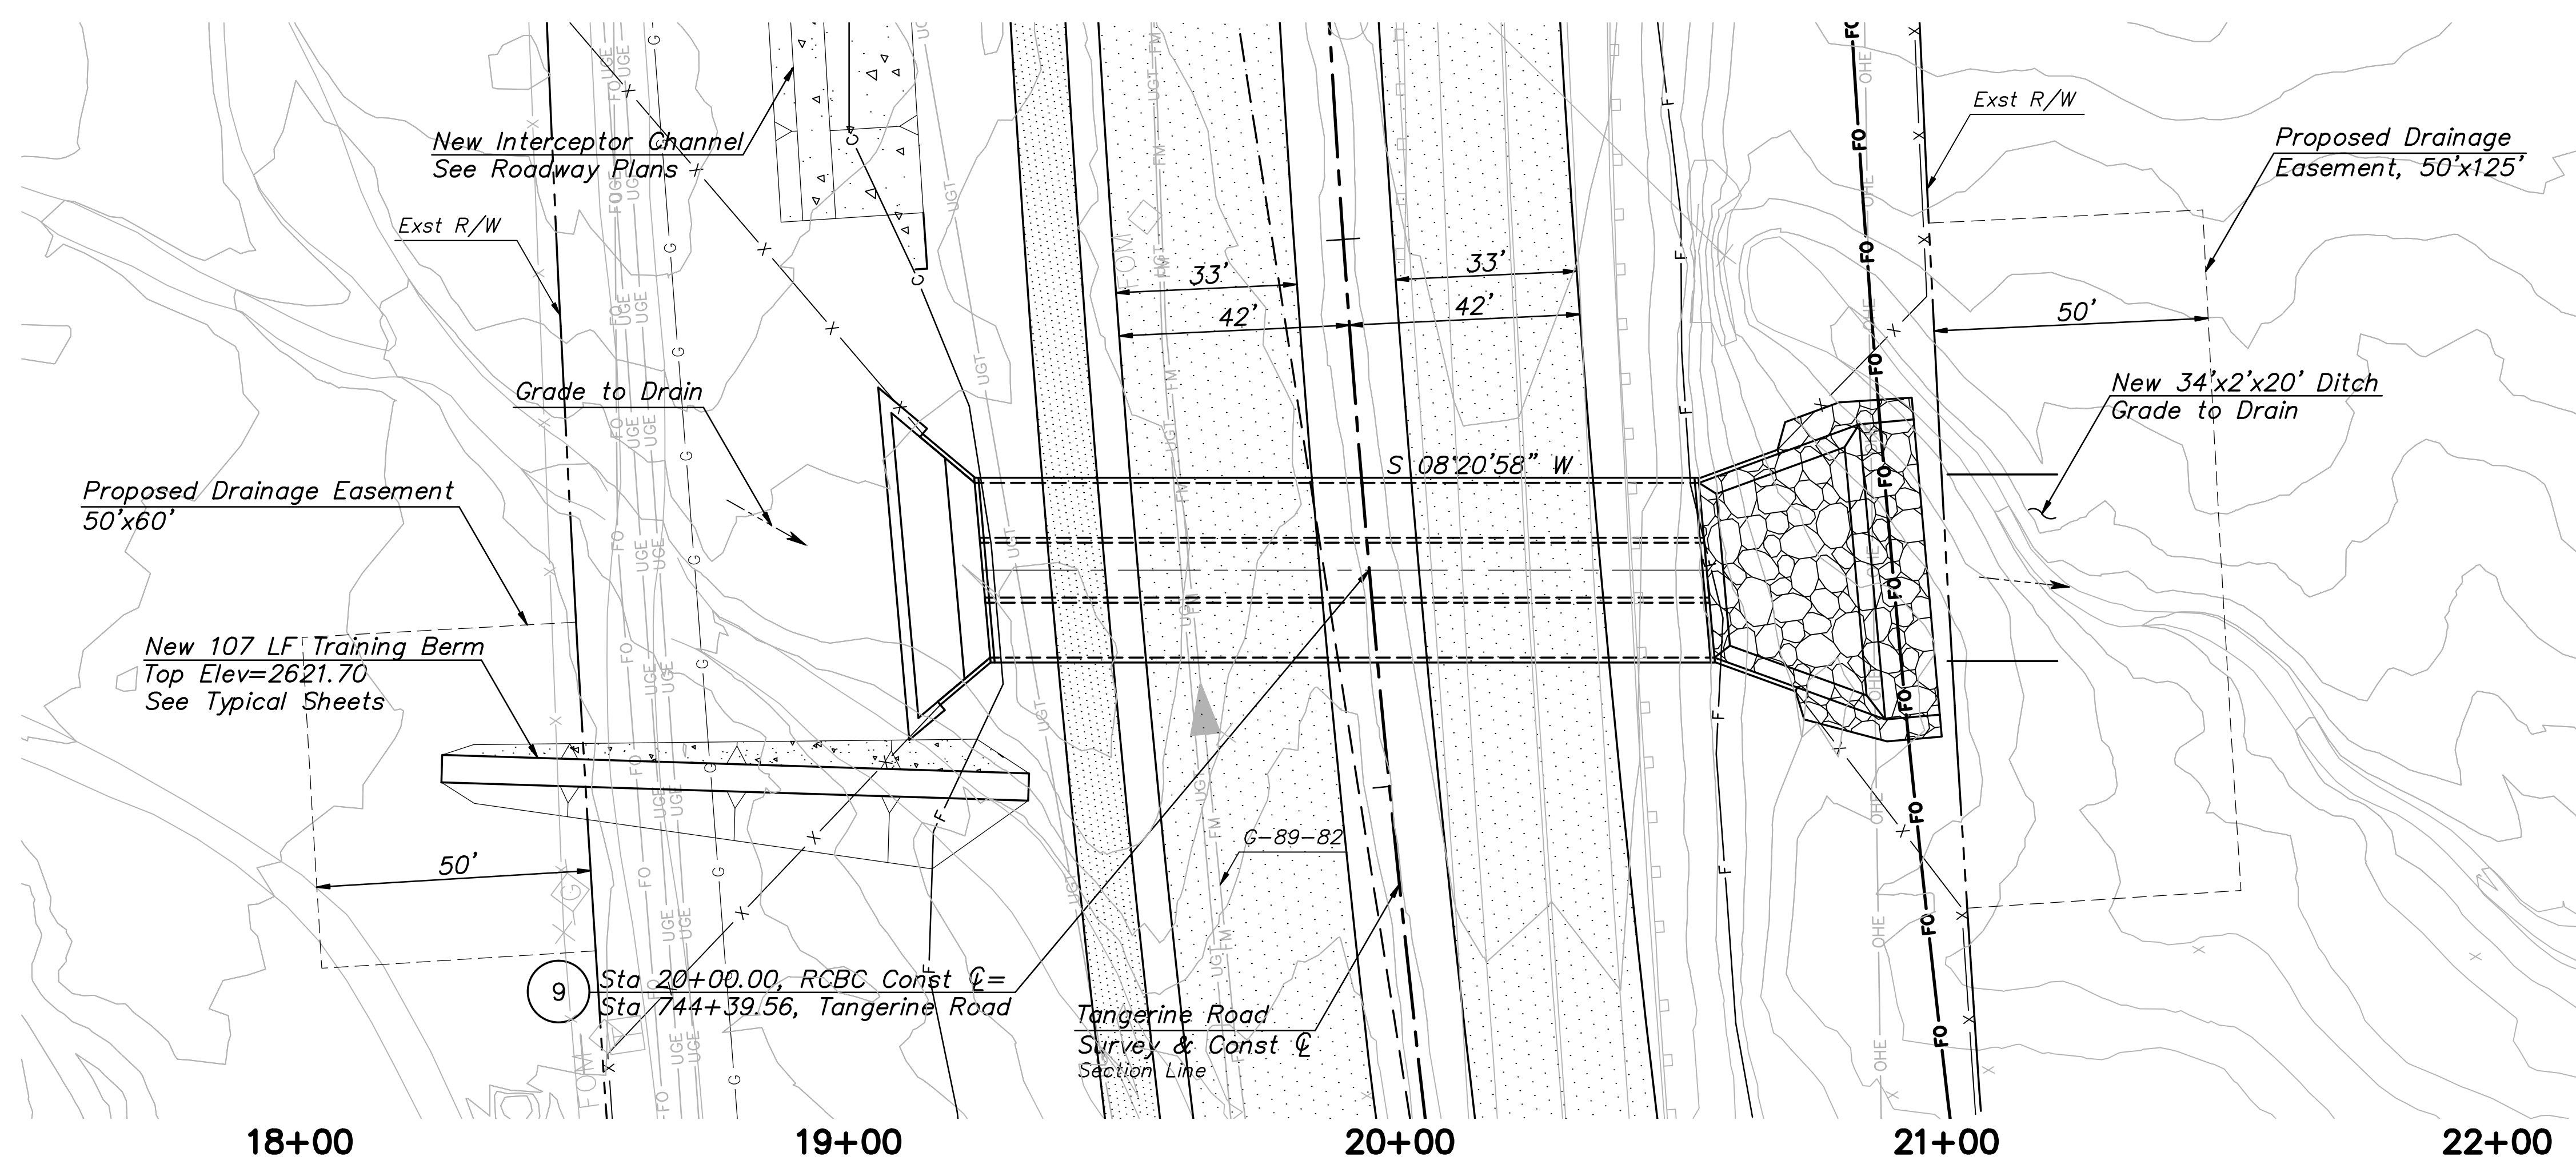 New Interceptor Channel
See Roadway Plans
Exst R/W
Exst R/W
Proposed Drainage
Easement, 50'x125'
33'
33'
42'
42'
50'
Grade to Drain
New 34'x2'x20' Ditch
Grade to Drain
S 08°20'58" W
Proposed Drainage Easement
50'x60'
New 107 LF Training Berm
Top Elev=2621.70
See Typical Sheets
50'
G-89-82
9
Sta 20+00.00, RCBC Const ℄=
Sta 744+39.56, Tangerine Road
Tangerine Road
Survey & Const ℄
Section Line
18+00 19+00 20+00 21+00 22+00